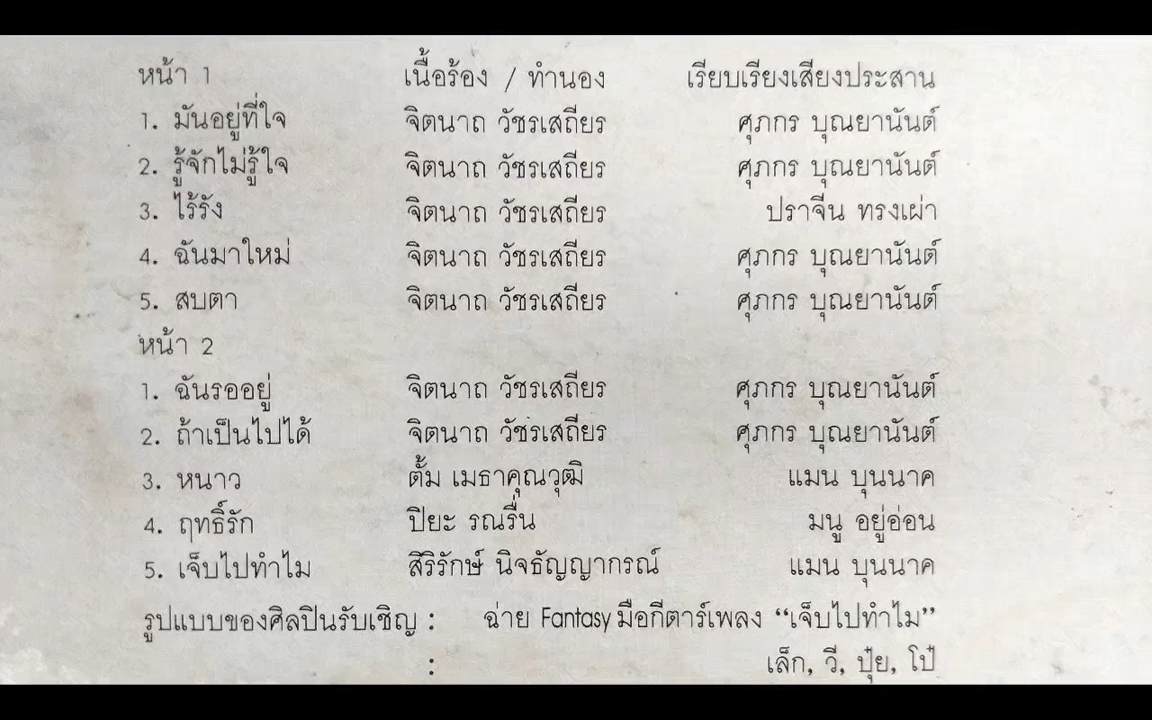 หน้า 1 เนื้อร้อง / ทำนอง เรียบเรียงเสียงประสาน
1. มันอยู่ที่ใจ จิตนาถ วัชรเสถียร ศุภกร บุณยานันต์
2. รู้จักไม่รู้ใจ จิตนาถ วัชรเสถียร ศุภกร บุณยานันต์
3. ไร้รัง จิตนาถ วัชรเสถียร ปราจีน ทรงเผ่า
4. ฉันมาใหม่ จิตนาถ วัชรเสถียร ศุภกร บุณยานันต์
5. สบตา จิตนาถ วัชรเสถียร ศุภกร บุณยานันต์
หน้า 2
1. ฉันรออยู่ จิตนาถ วัชรเสถียร ศุภกร บุณยานันต์
2. ถ้าเป็นไปได้ จิตนาถ วัชรเสถียร ศุภกร บุณยานันต์
3. หนาว ตั้ม เมธาคุณวุฒิ แมน บุนนาค
4. ฤทธิ์รัก ปิยะ รณรื่น มนู อยู่อ่อน
5. เจ็บไปทำไม สิริรักษ์ นิจธัญญากรณ์ แมน บุนนาค
รูปแบบของศิลปินรับเชิญ : ฉ่าย Fantasy มือกีตาร์เพลง “เจ็บไปทำไม”
: เล็ก, วี, ปุ๋ย, โป๋